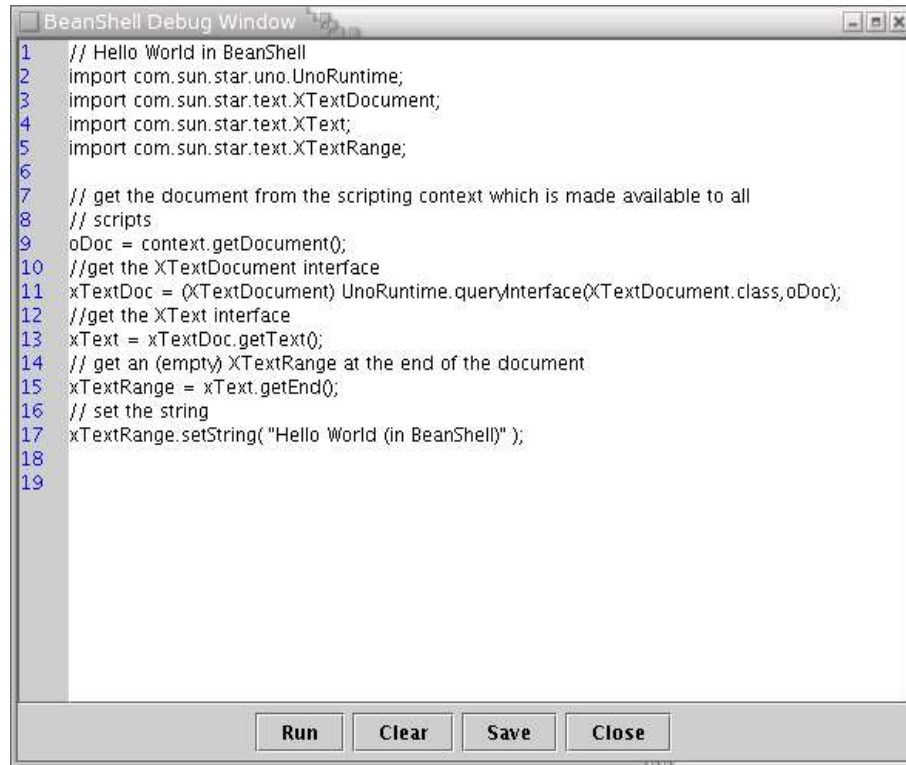 BeanShell Debug Window
1 // Hello World in BeanShell
2 import com.sun.star.uno.UnoRuntime;
3 import com.sun.star.text.XTextDocument;
4 import com.sun.star.text.XText;
5 import com.sun.star.text.XTextRange;
6
7 // get the document from the scripting context which is made available to all
8 // scripts
9 oDoc = context.getDocument();
10 //get the XTextDocument interface
11 xTextDoc = (XTextDocument) UnoRuntime.queryInterface(XTextDocument.class,oDoc);
12 //get the XText interface
13 xText = xTextDoc.getText();
14 // get an (empty) XTextRange at the end of the document
15 xTextRange = xText.getEnd();
16 // set the string
17 xTextRange.setString( "Hello World (in BeanShell)" );
18
19
Run Clear Save Close